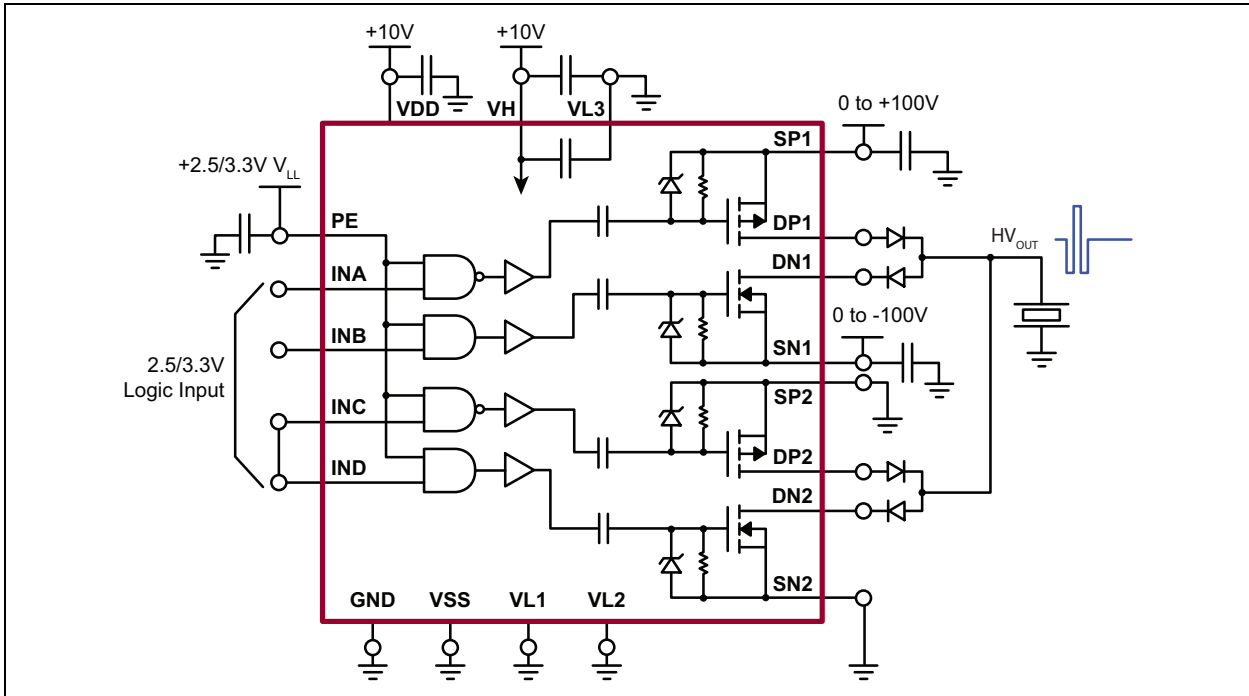 +10V
+10V
VDD
VH
VL3
0 to +100V
SP1
+2.5/3.3V VLL
PE
DP1
HVOUT
INA
DN1
0 to -100V
INB
SN1
2.5/3.3V
Logic Input
SP2
INC
DP2
IND
DN2
SN2
GND
VSS
VL1
VL2